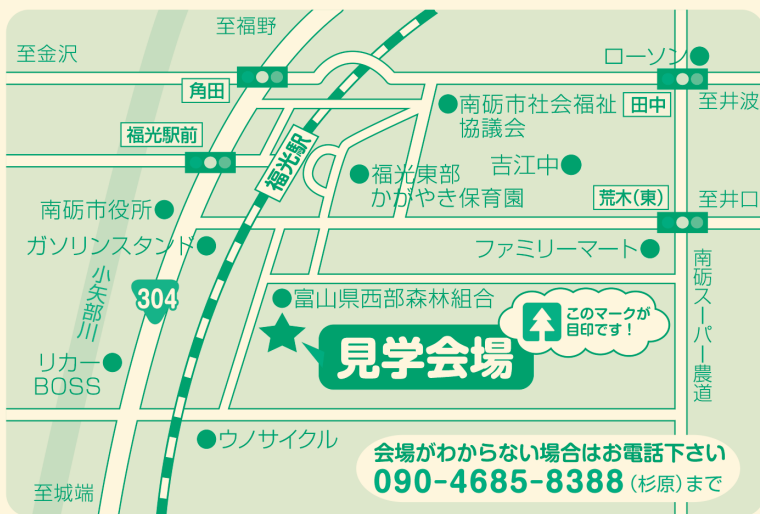 至福野
至金沢
ローソン
角田
南砺市社会福祉
協議会
田中
至井波
福光駅前
福光駅
吉江中
福光東部
かがやき保育園
荒木(東)
至井口
南砺市役所
ガソリンスタンド
ファミリーマート
小矢部川
304
富山県西部森林組合
このマークが
目印です!
南砺スーパー農道
見学会場
リカー
BOSS
ウノサイクル
会場がわからない場合はお電話下さい
090-4685-8388(杉原)まで
至城端